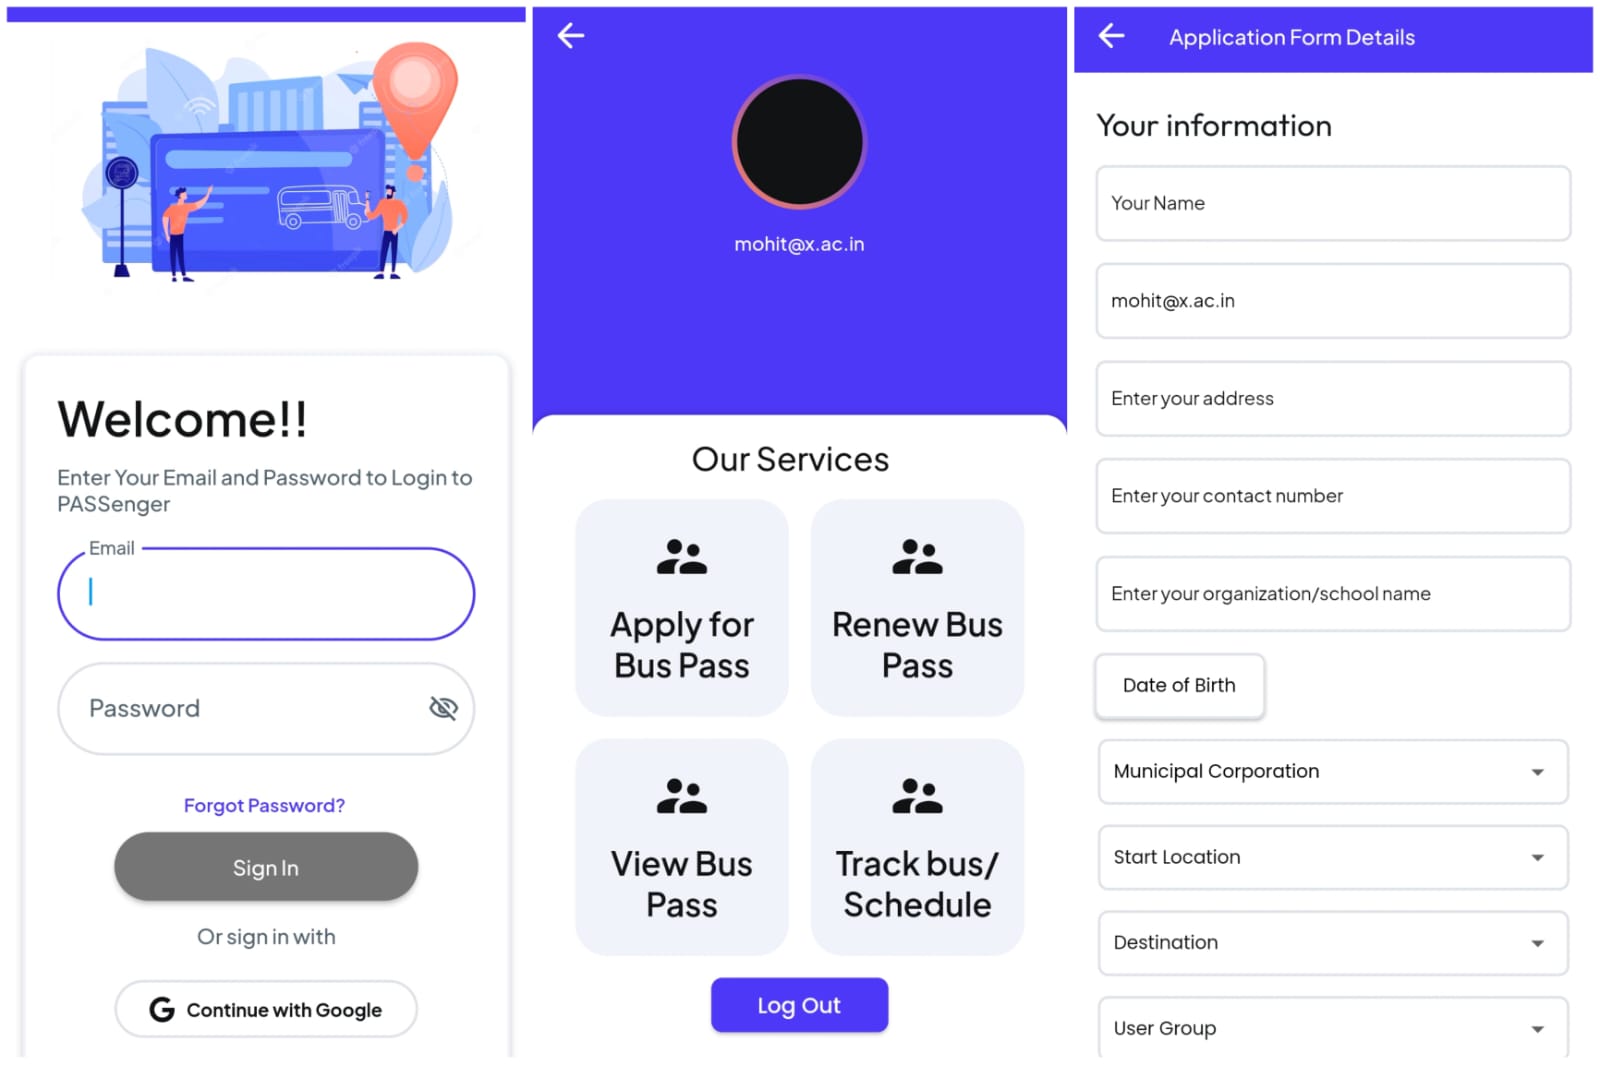 Welcome!!
Enter Your Email and Password to Login to
PASSenger
Email
Password
Forgot Password?
Sign In
Or sign in with
G Continue with Google
mohit@x.ac.in
Our Services
Apply for
Bus Pass
Renew Bus
Pass
View Bus
Pass
Track bus/
Schedule
Log Out
Application Form Details
Your information
Your Name
mohit@x.ac.in
Enter your address
Enter your contact number
Enter your organization/school name
Date of Birth
Municipal Corporation
Start Location
Destination
User Group